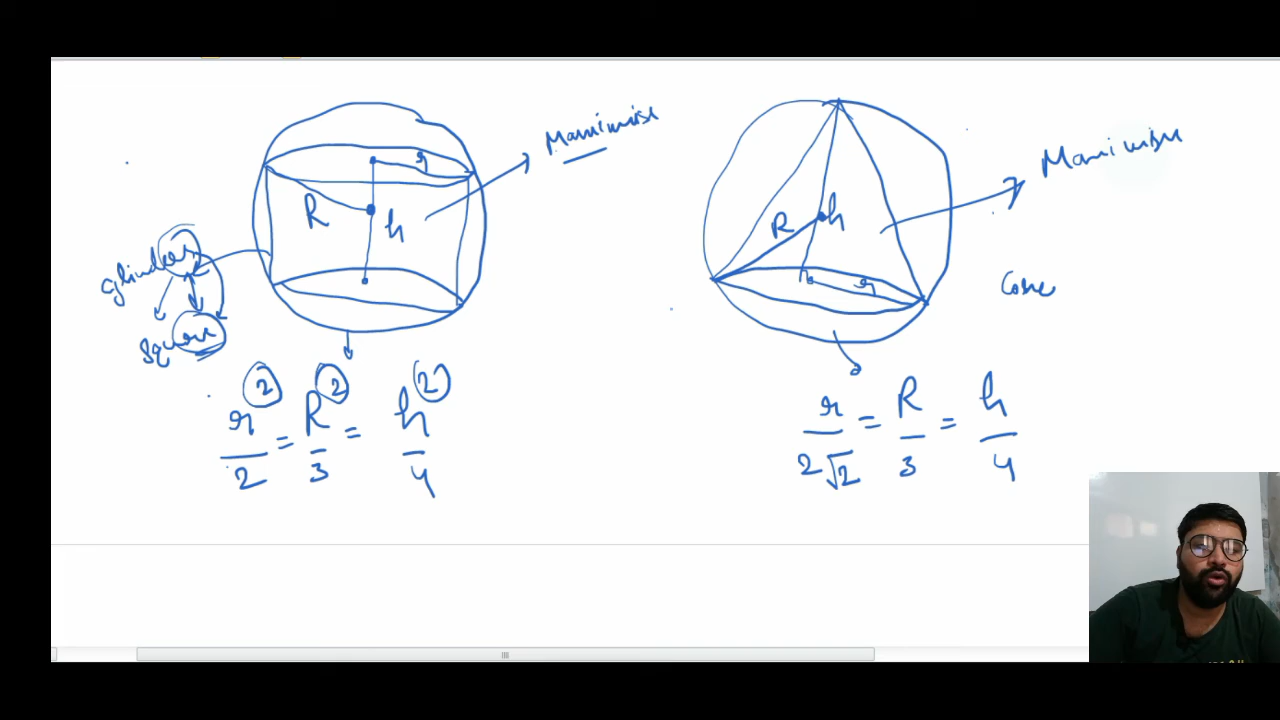 Maximise
r
R
h
Cylinder
Square
r²/2 = R²/3 = h²/4
Maximise
R
h
r
Cone
r/2√2 = R/3 = h/4